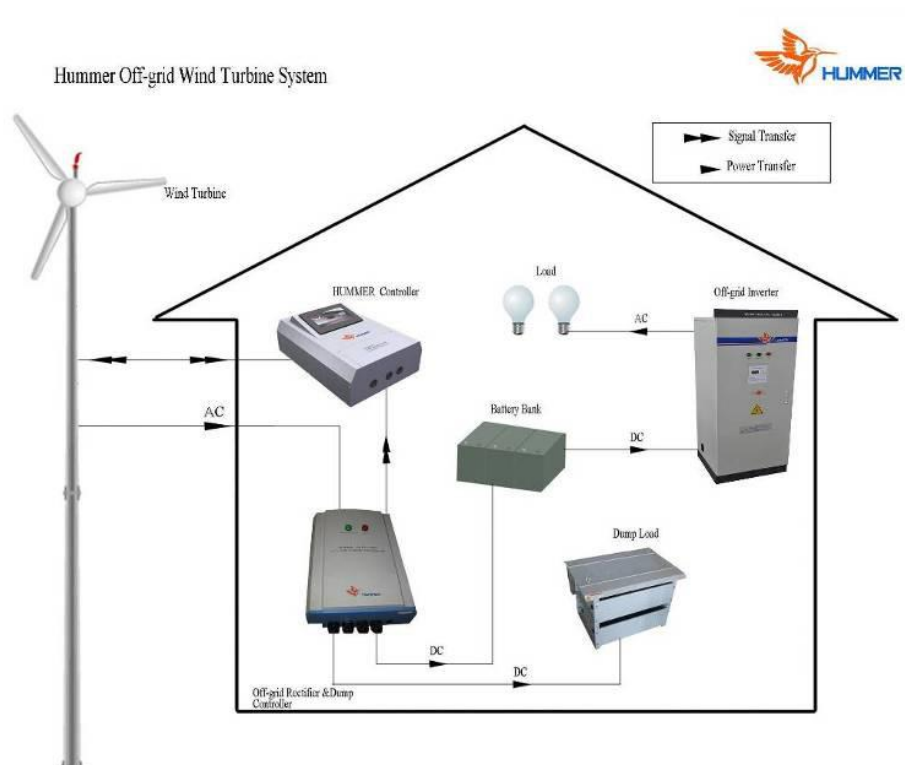 Hummer Off-grid Wind Turbine System
HUMMER
Signal Transfer
Power Transfer
Wind Turbine
HUMMER Controller
Load
Off-grid Inverter
AC
AC
Battery Bank
DC
Dump Load
DC
DC
Off-grid Rectifier &Dump
Controller